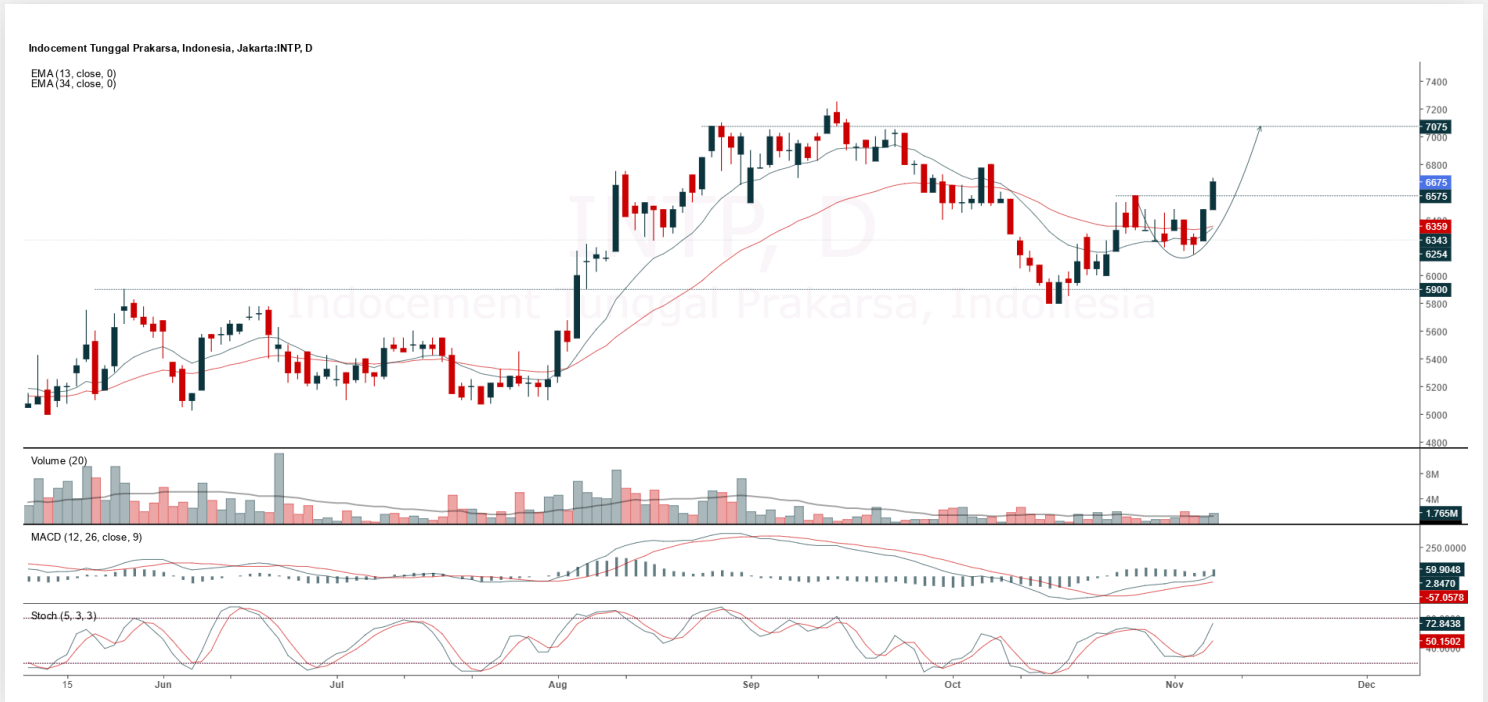 Indocement Tunggal Prakarsa, Indonesia, Jakarta:INTP, D
EMA (13, close, 0)
EMA (34, close, 0)
INTP, D
Indocement Tunggal Prakarsa, Indonesia
7400
7200
7075
7000
6800
6675
6575
6400
6359
6343
6254
6000
5900
5800
5600
5400
5200
5000
4800
Volume (20)
8M
4M
1.765M
MACD (12, 26, close, 9)
250.0000
59.9048
2.8470
-57.0578
Stoch (5, 3, 3)
72.8438
50.1502
40.0000
15 Jun Jul Aug Sep Oct Nov Dec